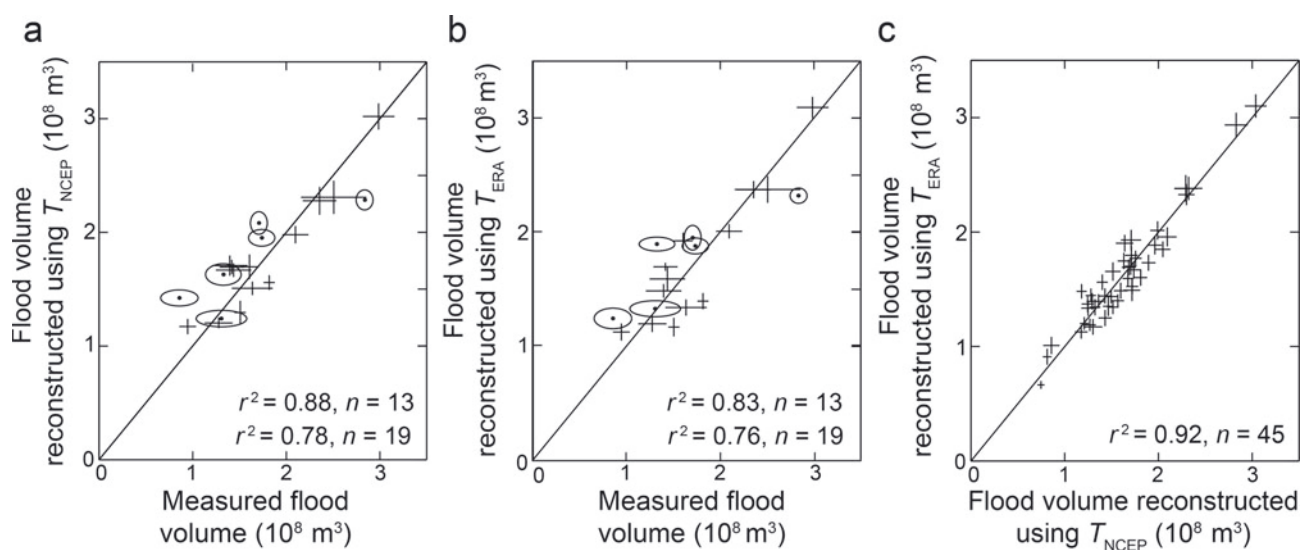 a
Flood volume
reconstructed using T_NCEP (10⁸ m³)
3
2
1
0
0 1 2 3
r² = 0.88, n = 13
r² = 0.78, n = 19
Measured flood
volume (10⁸ m³)
b
Flood volume
reconstructed using T_ERA (10⁸ m³)
3
2
1
0
0 1 2 3
r² = 0.83, n = 13
r² = 0.76, n = 19
Measured flood
volume (10⁸ m³)
c
Flood volume
reconstructed using T_ERA (10⁸ m³)
3
2
1
0
0 1 2 3
r² = 0.92, n = 45
Flood volume reconstructed
using T_NCEP (10⁸ m³)